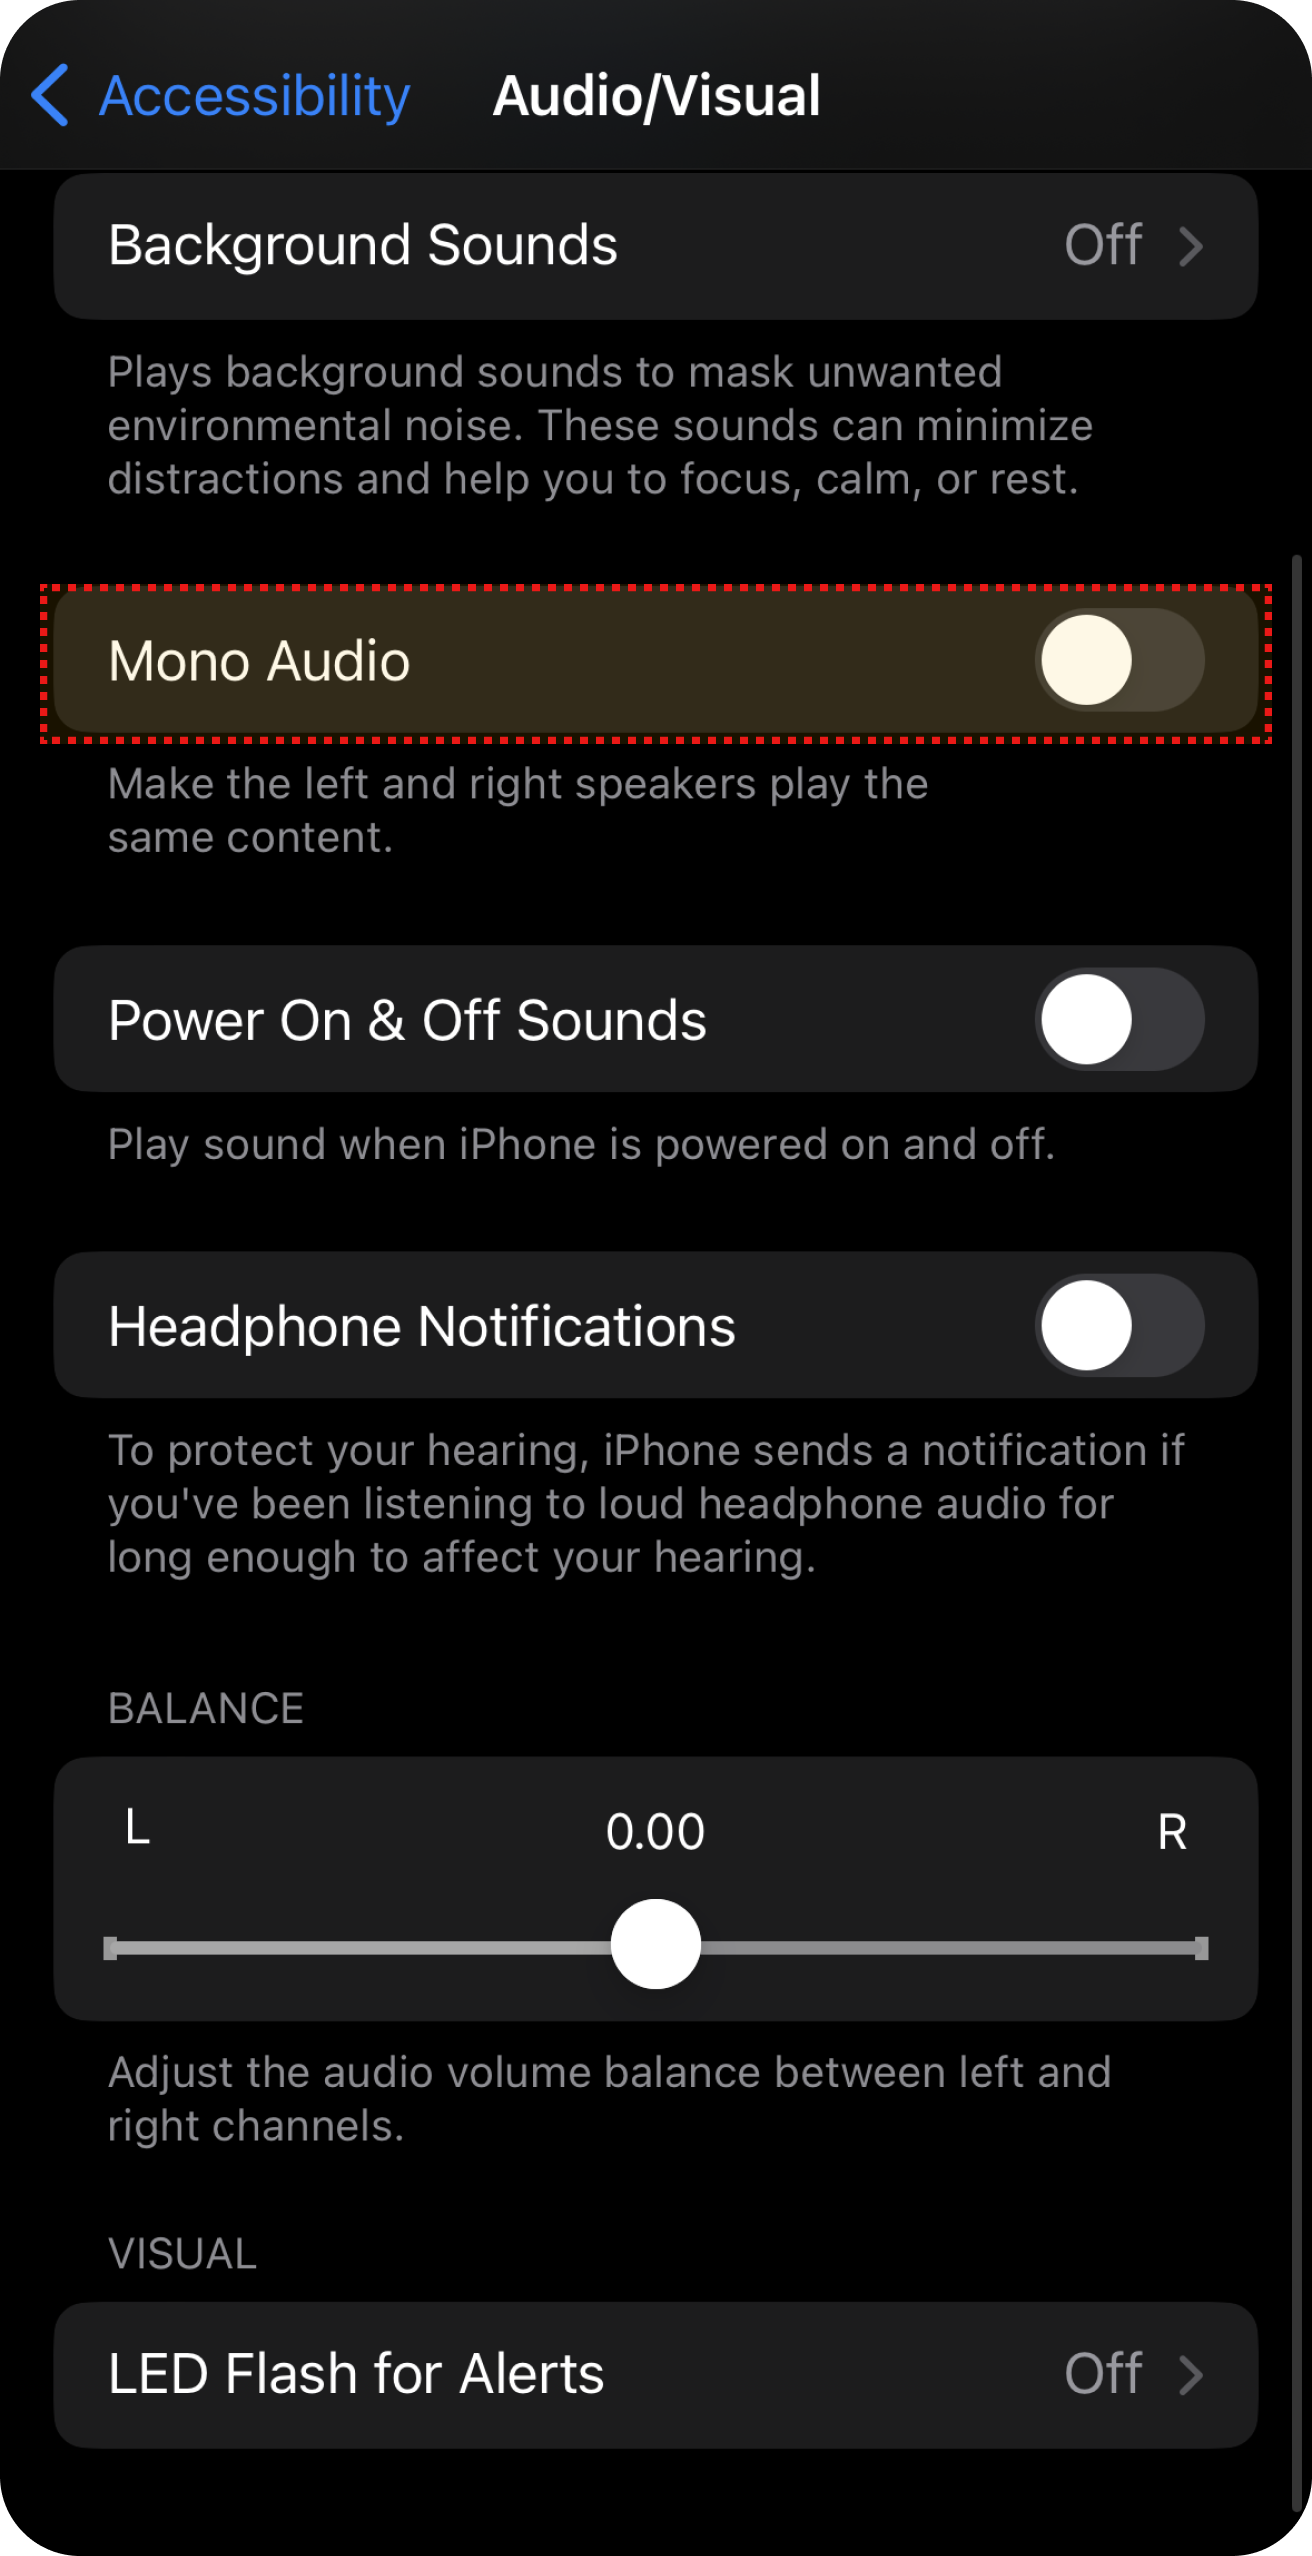 Accessibility
Audio/Visual
Background Sounds
Off
Plays background sounds to mask unwanted
environmental noise. These sounds can minimize
distractions and help you to focus, calm, or rest.
Mono Audio
Make the left and right speakers play the
same content.
Power On & Off Sounds
Play sound when iPhone is powered on and off.
Headphone Notifications
To protect your hearing, iPhone sends a notification if
you've been listening to loud headphone audio for
long enough to affect your hearing.
BALANCE
L
0.00
R
Adjust the audio volume balance between left and
right channels.
VISUAL
LED Flash for Alerts
Off